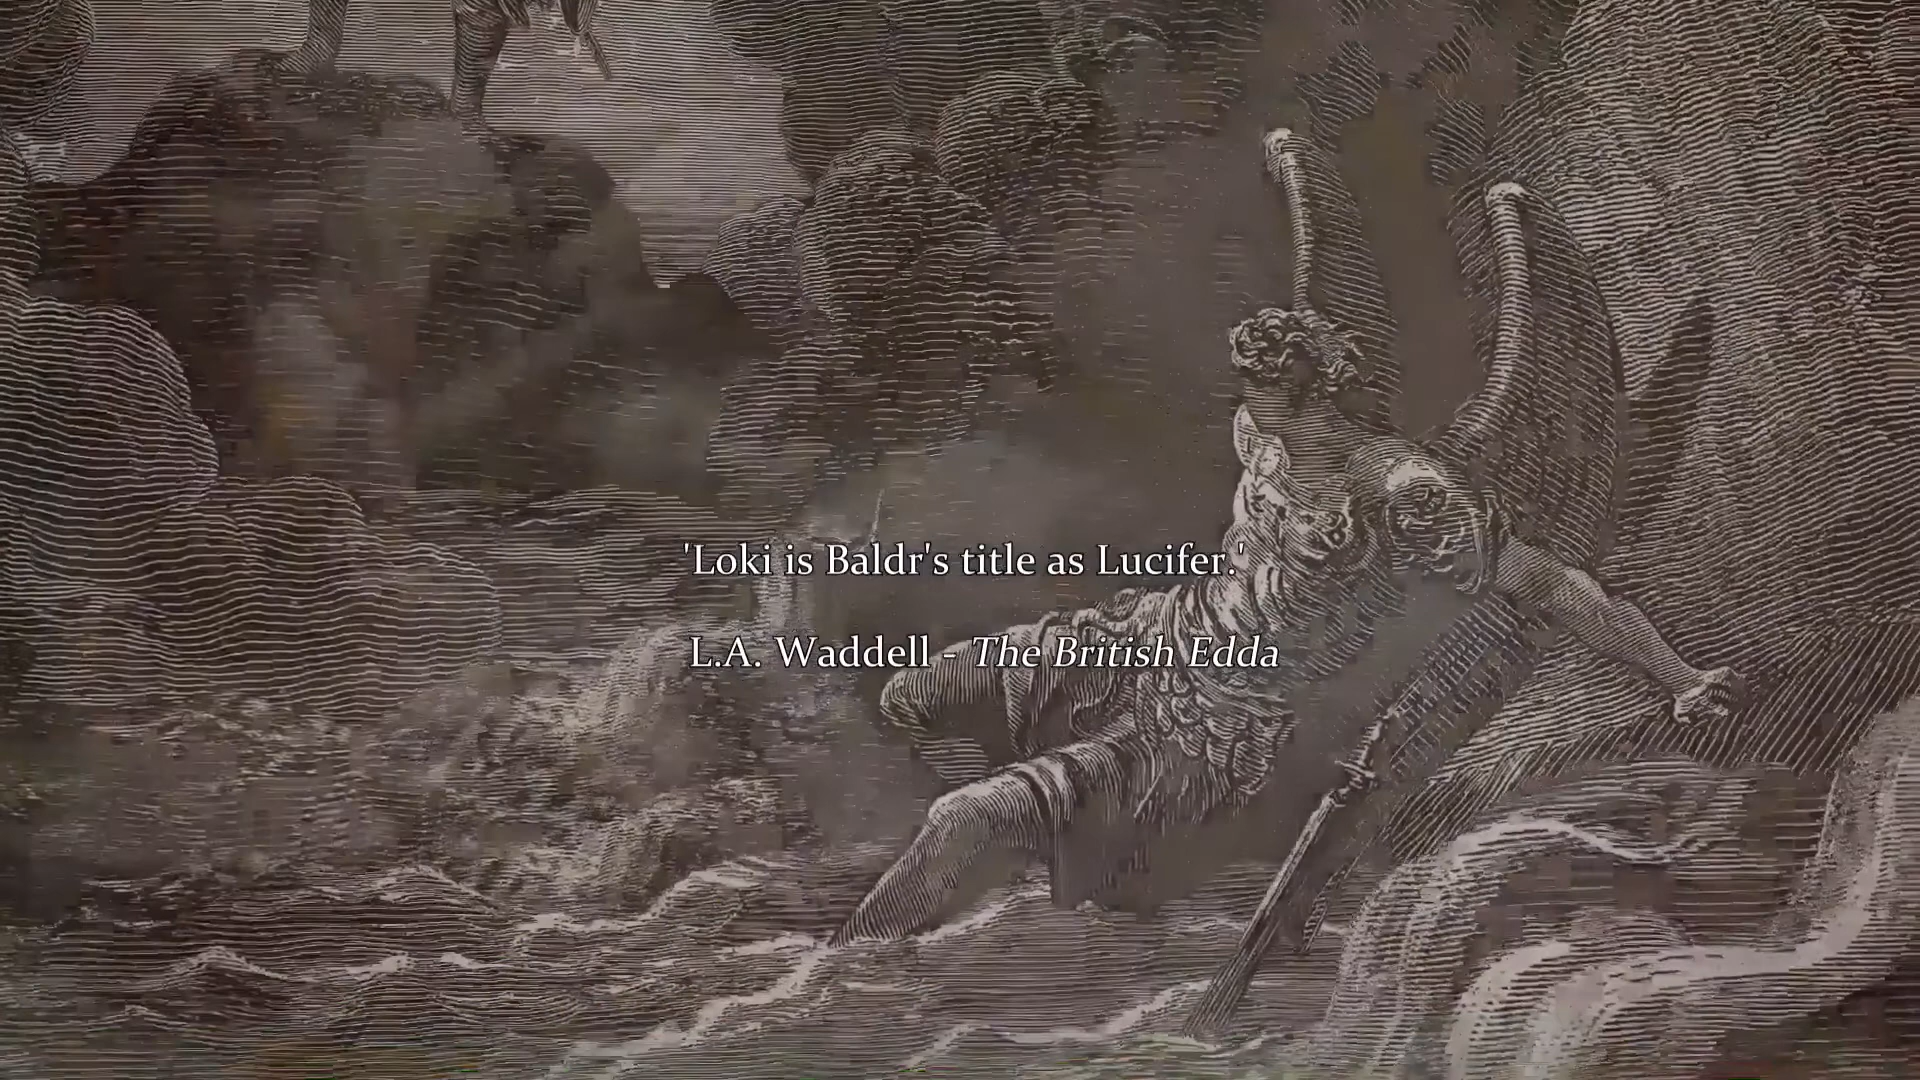 'Loki is Baldr's title as Lucifer.'
L.A. Waddell - The British Edda